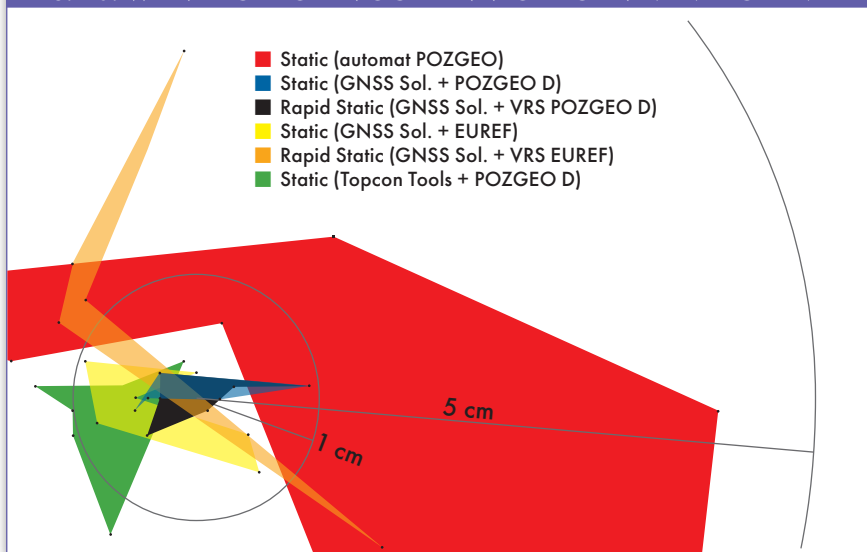 Static (automat POZGEO)
Static (GNSS Sol. + POZGEO D)
Rapid Static (GNSS Sol. + VRS POZGEO D)
Static (GNSS Sol. + EUREF)
Rapid Static (GNSS Sol. + VRS EUREF)
Static (Topcon Tools + POZGEO D)
5 cm
1 cm